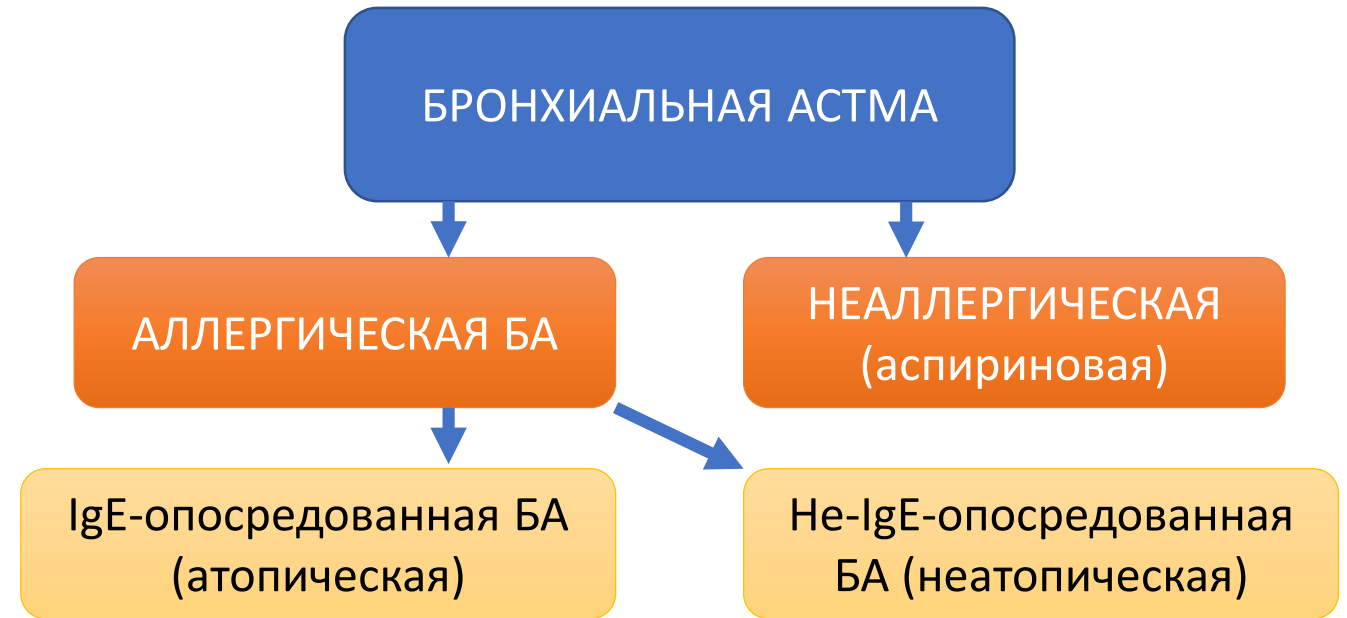 БРОНХИАЛЬНАЯ АСТМА
АЛЛЕРГИЧЕСКАЯ БА
НЕАЛЛЕРГИЧЕСКАЯ
(аспириновая)
IgE-опосредованная БА
(атопическая)
Не-IgE-опосредованная
БА (неатопическая)